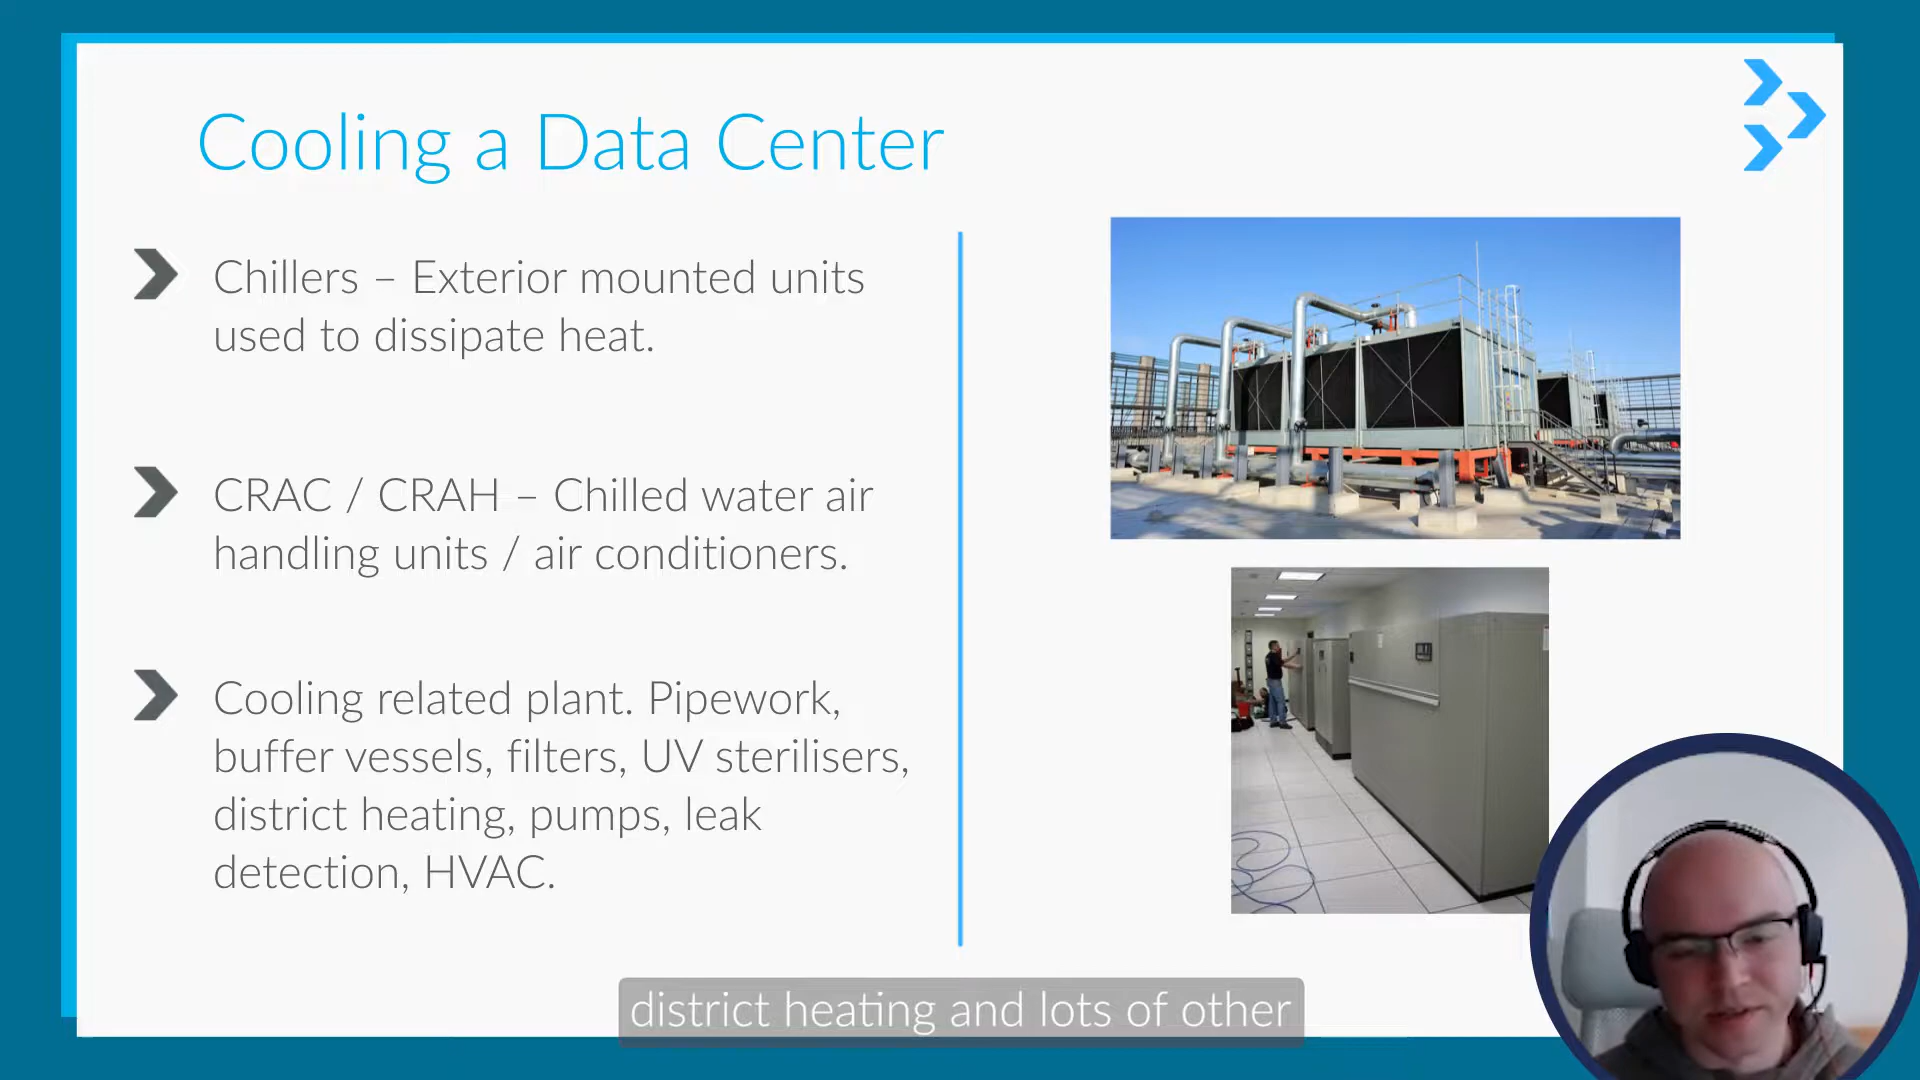 Cooling a Data Center
Chillers – Exterior mounted units
used to dissipate heat.
CRAC / CRAH – Chilled water air
handling units / air conditioners.
Cooling related plant. Pipework,
buffer vessels, filters, UV sterilisers,
district heating, pumps, leak
detection, HVAC.
district heating and lots of other